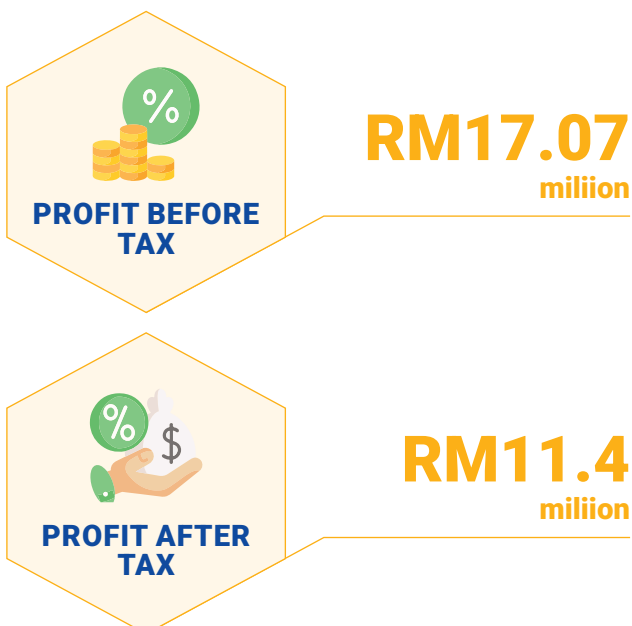 %
RM17.07
miliion
PROFIT BEFORE
TAX
%
$
RM11.4
miliion
PROFIT AFTER
TAX